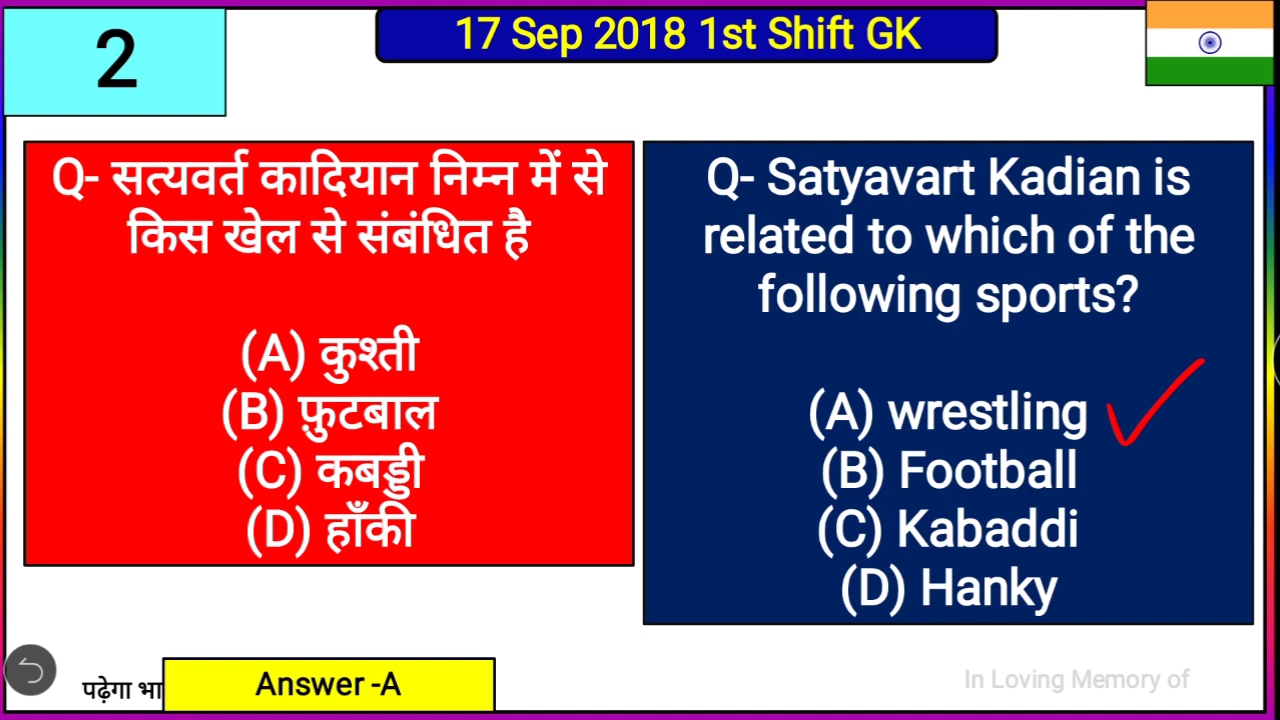 2
17 Sep 2018 1st Shift GK
Q- सत्यवर्त कादियान निम्न में से
किस खेल से संबंधित है
(A) कुश्ती
(B) फ़ुटबाल
(C) कबड्डी
(D) हाँकी
Q- Satyavart Kadian is
related to which of the
following sports?
(A) wrestling
(B) Football
(C) Kabaddi
(D) Hanky
पढ़ेगा भा
Answer -A
In Loving Memory of